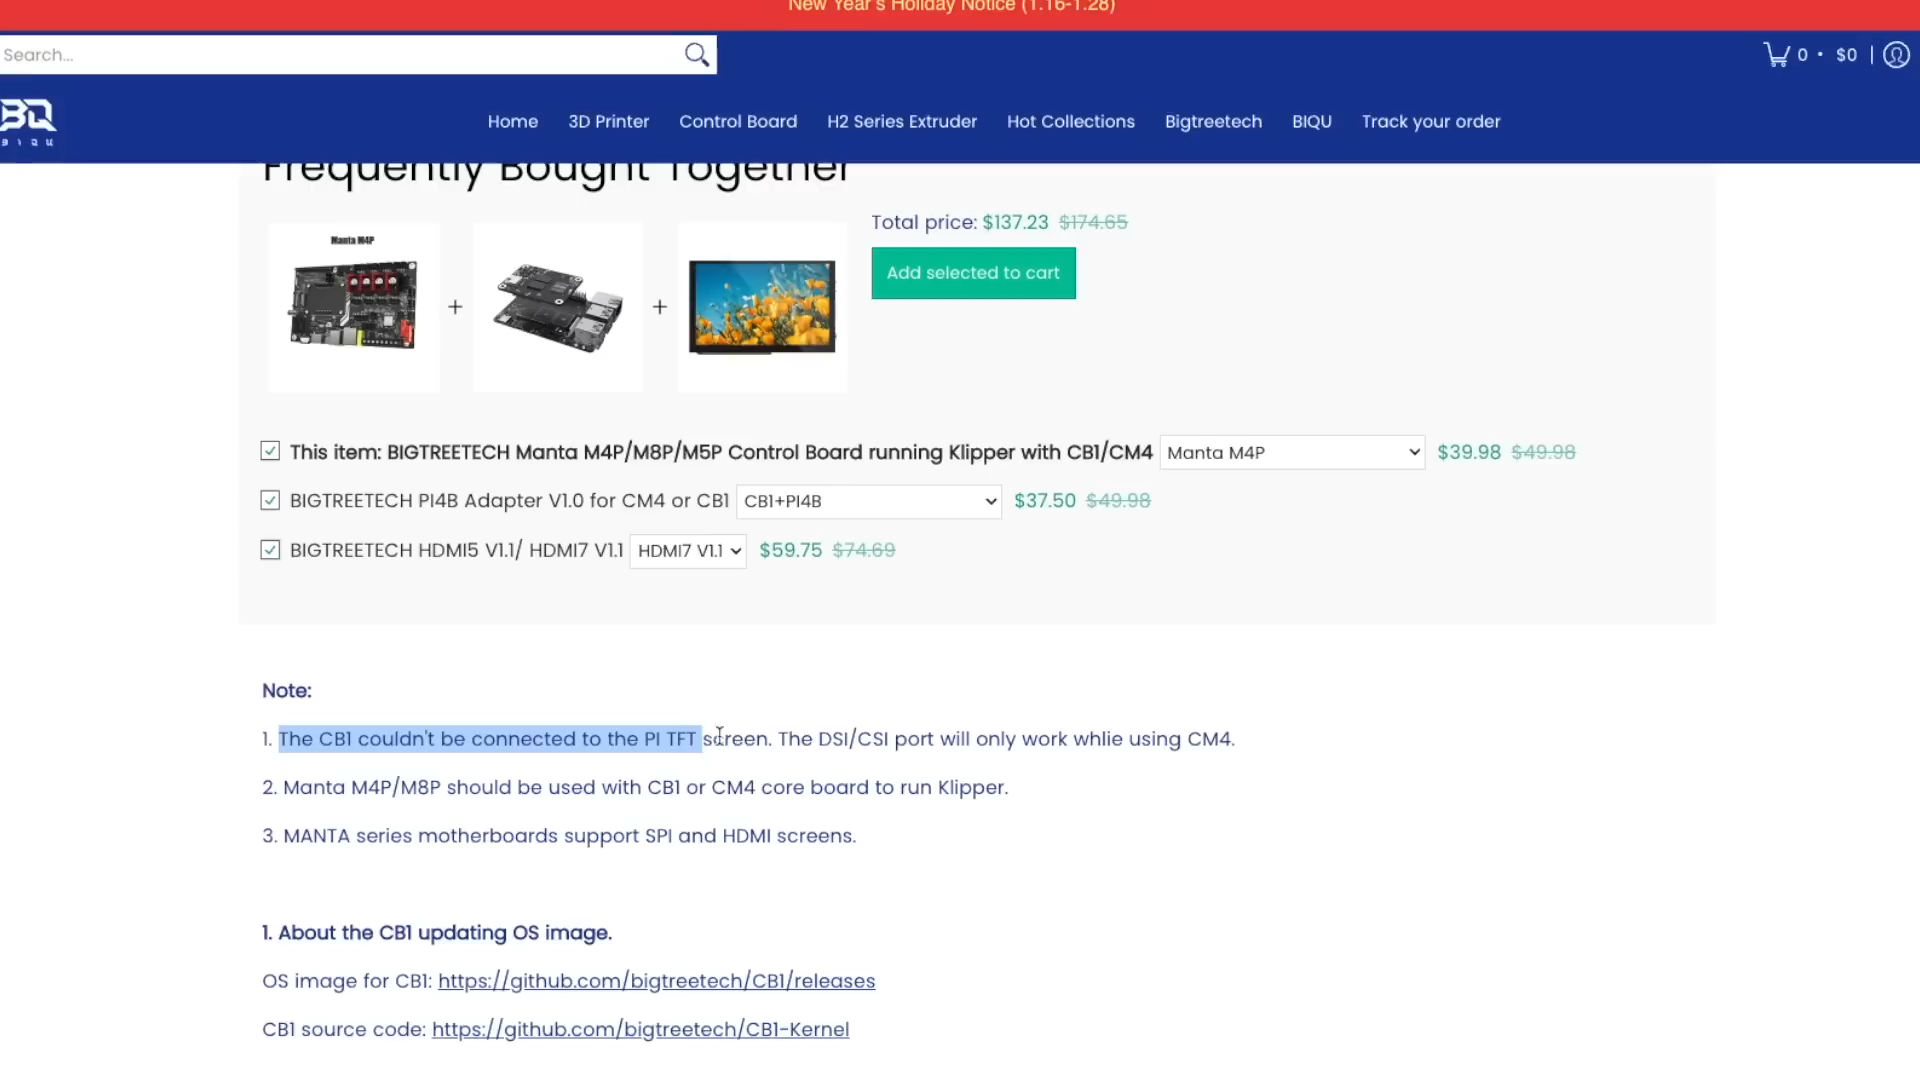 New Year's Holiday Notice (1.16-1.28)
Search...
0 · $0 |
BQ
BIQU
Home 3D Printer Control Board H2 Series Extruder Hot Collections Bigtreetech BIQU Track your order
Frequently Bought Together
Total price: $137.23 $174.65
Manta M4P
Add selected to cart
+ +
This item: BIGTREETECH Manta M4P/M8P/M5P Control Board running Klipper with CB1/CM4 Manta M4P $39.98 $49.98
BIGTREETECH PI4B Adapter V1.0 for CM4 or CB1 CB1+PI4B $37.50 $49.98
BIGTREETECH HDMI5 V1.1/ HDMI7 V1.1 HDMI7 V1.1 $59.75 $74.69
Note:
1. The CB1 couldn't be connected to the PI TFT screen. The DSI/CSI port will only work whlie using CM4.
2. Manta M4P/M8P should be used with CB1 or CM4 core board to run Klipper.
3. MANTA series motherboards support SPI and HDMI screens.
1. About the CB1 updating OS image.
OS image for CB1: https://github.com/bigtreetech/CB1/releases
CB1 source code: https://github.com/bigtreetech/CB1-Kernel